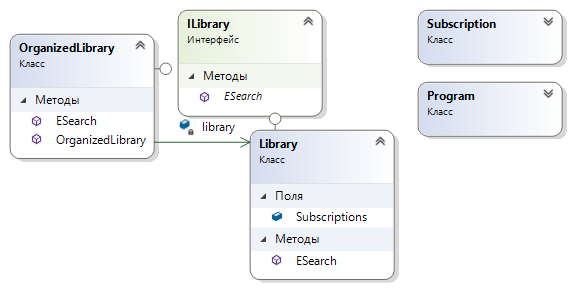 OrganizedLibrary
Класс
Методы
ESearch
OrganizedLibrary
ILibrary
Интерфейс
Методы
ESearch
library
Library
Класс
Поля
Subscriptions
Методы
ESearch
Subscription
Класс
Program
Класс